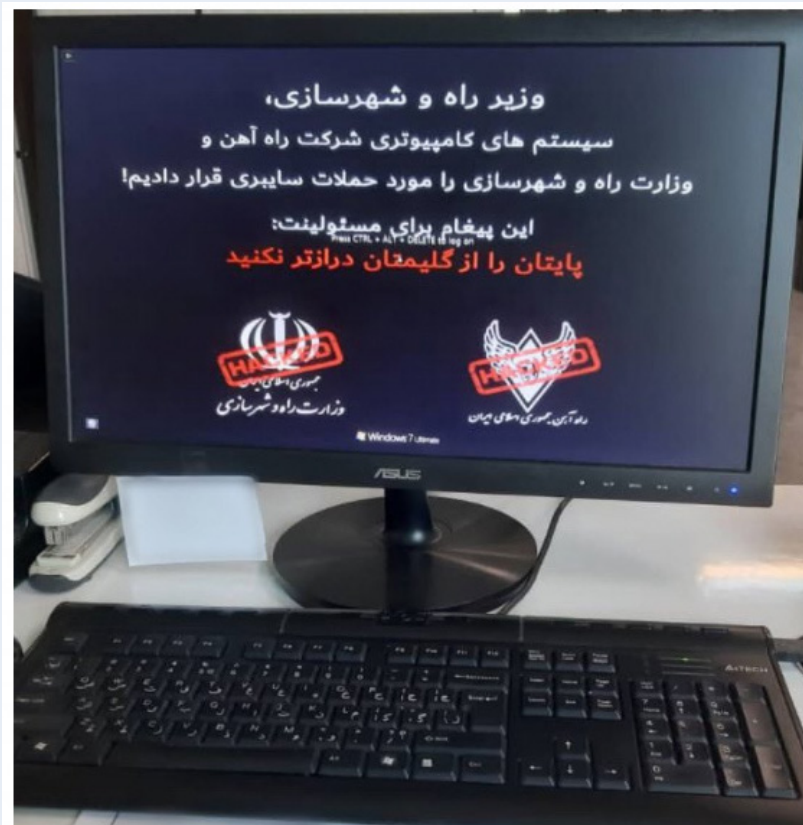 وزیر راه و شهرسازی،
سیستم های کامپیوتری شرکت راه آهن و
وزارت راه و شهرسازی را مورد حملات سایبری قرار دادیم!
این پیغام برای مسئولینت:
Press CTRL + ALT + DELETE to log on
پایتان را از گلیمتان درازتر نکنید
HACKED
جمهوری اسلامی ایران
وزارت راه و شهرسازی
HACKED
راه آهن جمهوری اسلامی ایران
Windows 7 Ultimate
ASUS
A4TECH